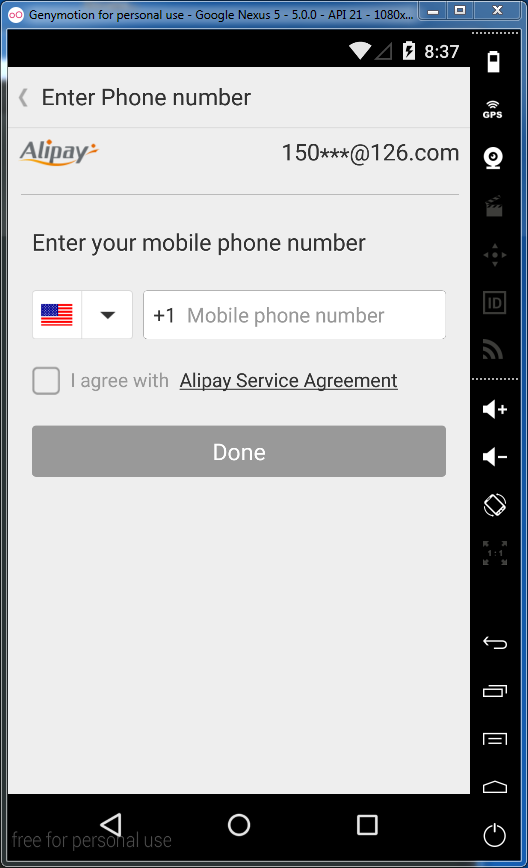 Genymotion for personal use - Google Nexus 5 - 5.0.0 - API 21 - 1080x...
8:37
Enter Phone number
GPS
Alipay
150***@126.com
Enter your mobile phone number
+1 Mobile phone number
ID
I agree with Alipay Service Agreement
Done
1:1
free for personal use